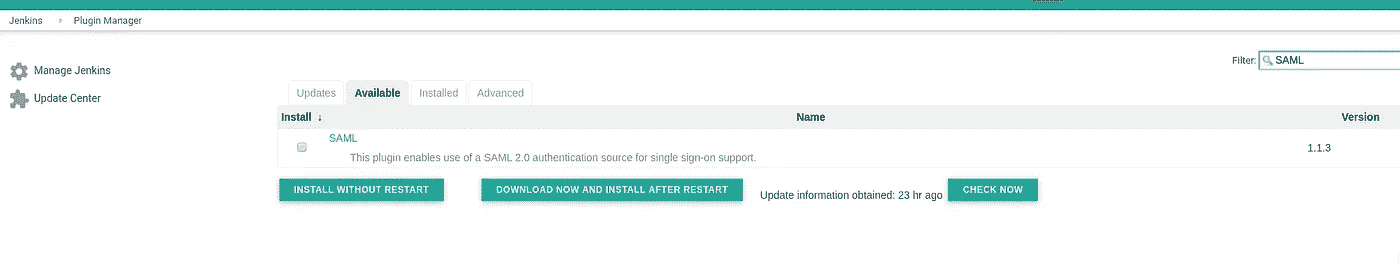 Jenkins › Plugin Manager
Filter: SAML
Manage Jenkins
Update Center
Updates Available Installed Advanced
Install ↓ Name Version
SAML
This plugin enables use of a SAML 2.0 authentication source for single sign-on support.
1.1.3
INSTALL WITHOUT RESTART DOWNLOAD NOW AND INSTALL AFTER RESTART Update information obtained: 23 hr ago CHECK NOW